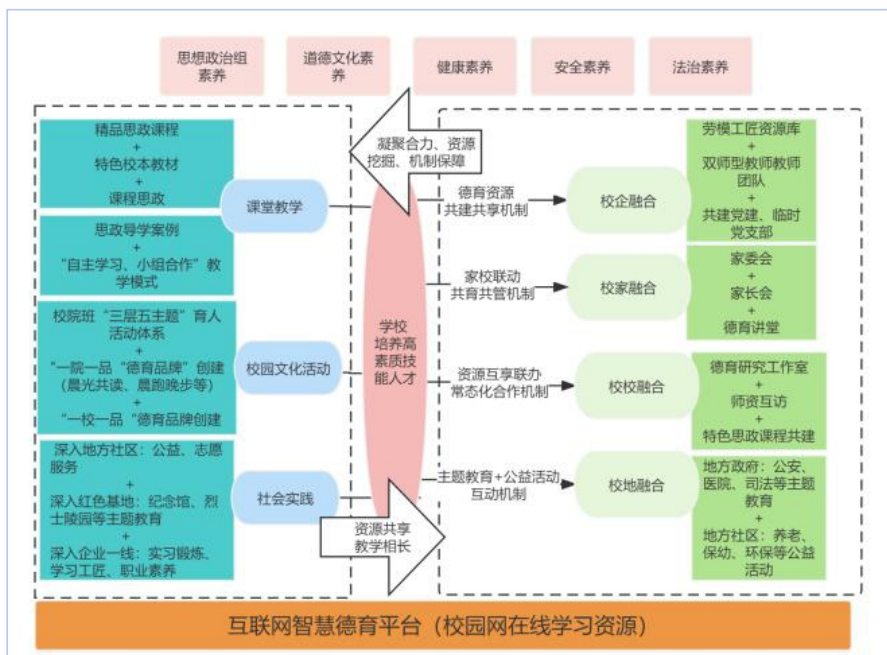 思想政治组
素养
道德文化素
养
健康素养
安全素养
法治素养
精品思政课程
+
特色校本教材
+
课程思政
思政导学案例
+
“自主学习、小组合作”教
学模式
课堂教学
校院班“三层五主题”育人
活动体系
+
“一院一品“德育品牌”创建
（晨光共读、晨跑晚步等）
+
“一校一品“德育品牌创建
校园文化活动
深入地方社区：公益、志愿
服务
+
深入红色基地：纪念馆、烈
士陵园等主题教育
+
深入企业一线：实习锻炼、
学习工匠、职业素养
社会实践
凝聚合力、资源
挖掘、机制保障
学校
培养高
素质技
能人才
资源共享
教学相长
德育资源
共建共享机制
校企融合
劳模工匠资源库
+
双师型教师教师
团队
+
共建党建、临时
党支部
家校联动
共育共管机制
校家融合
家委会
+
家长会
+
德育讲堂
资源互享联办
常态化合作机制
校校融合
德育研究工作室
+
师资互访
+
特色思政课程共建
主题教育+公益活动
互动机制
校地融合
地方政府：公安、
医院、司法等主题
教育
+
地方社区：养老、
保幼、环保等公益
活动
互联网智慧德育平台（校园网在线学习资源）